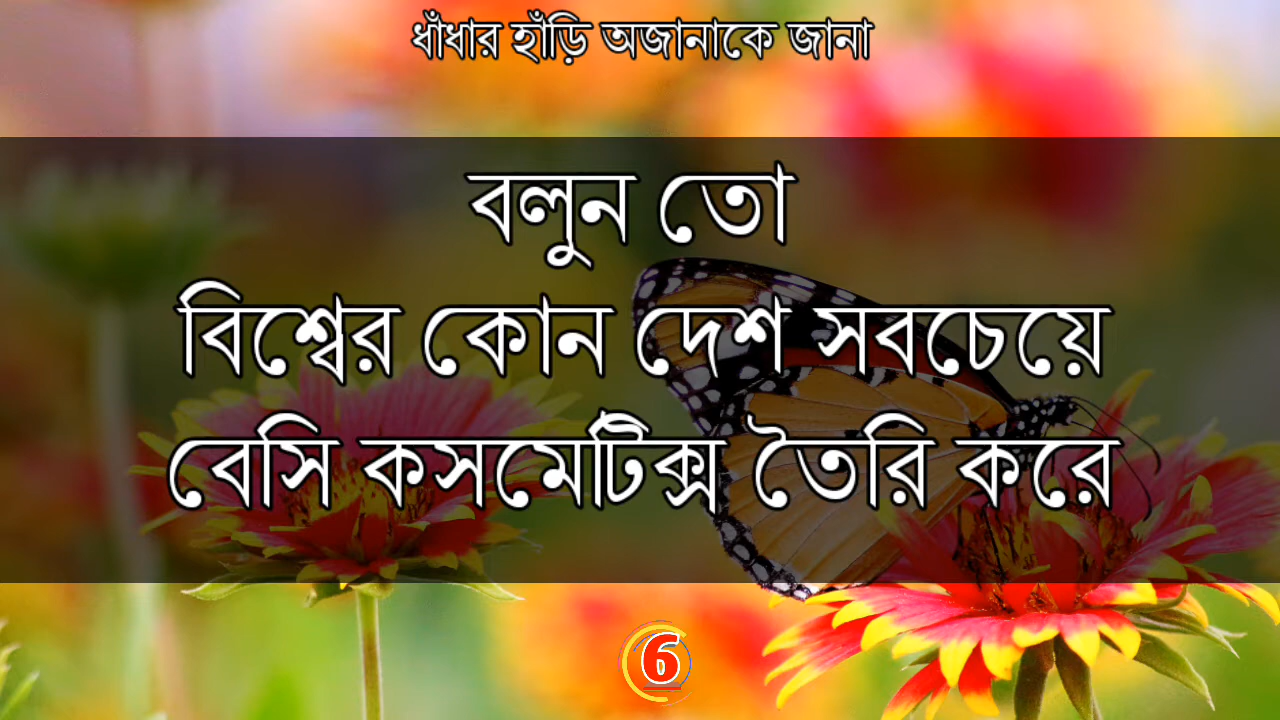 ধাঁধার হাঁড়ি অজানাকে জানা
বলুন তো
বিশ্বের কোন দেশ সবচেয়ে
বেসি কসমেটিক্স তৈরি করে
6